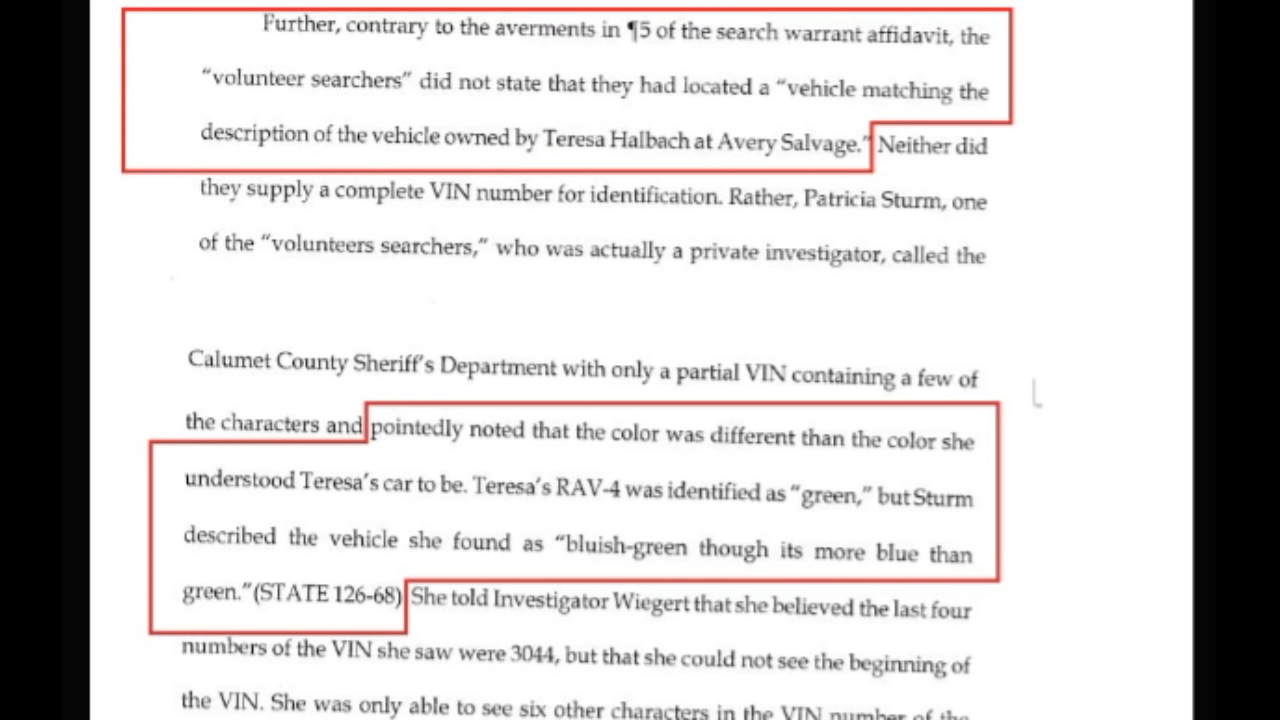 Further, contrary to the averments in ¶5 of the search warrant affidavit, the
“volunteer searchers” did not state that they had located a “vehicle matching the
description of the vehicle owned by Teresa Halbach at Avery Salvage.” Neither did
they supply a complete VIN number for identification. Rather, Patricia Sturm, one
of the “volunteers searchers,” who was actually a private investigator, called the
Calumet County Sheriff’s Department with only a partial VIN containing a few of
the characters and pointedly noted that the color was different than the color she
understood Teresa’s car to be. Teresa’s RAV-4 was identified as “green,” but Sturm
described the vehicle she found as “bluish-green though its more blue than
green.”(STATE 126-68) She told Investigator Wiegert that she believed the last four
numbers of the VIN she saw were 3044, but that she could not see the beginning of
the VIN. She was only able to see six other characters in the VIN number of the